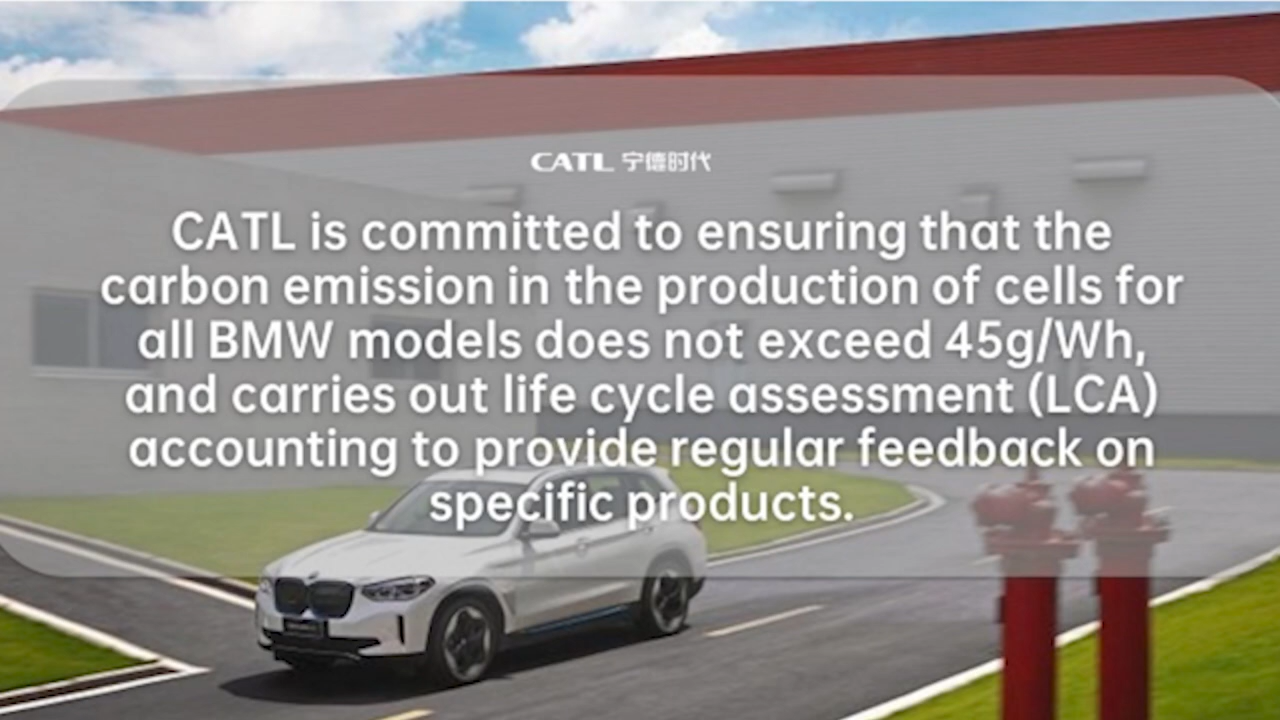 CATL 宁德时代
CATL is committed to ensuring that the
carbon emission in the production of cells for
all BMW models does not exceed 45g/Wh,
and carries out life cycle assessment (LCA)
accounting to provide regular feedback on
specific products.